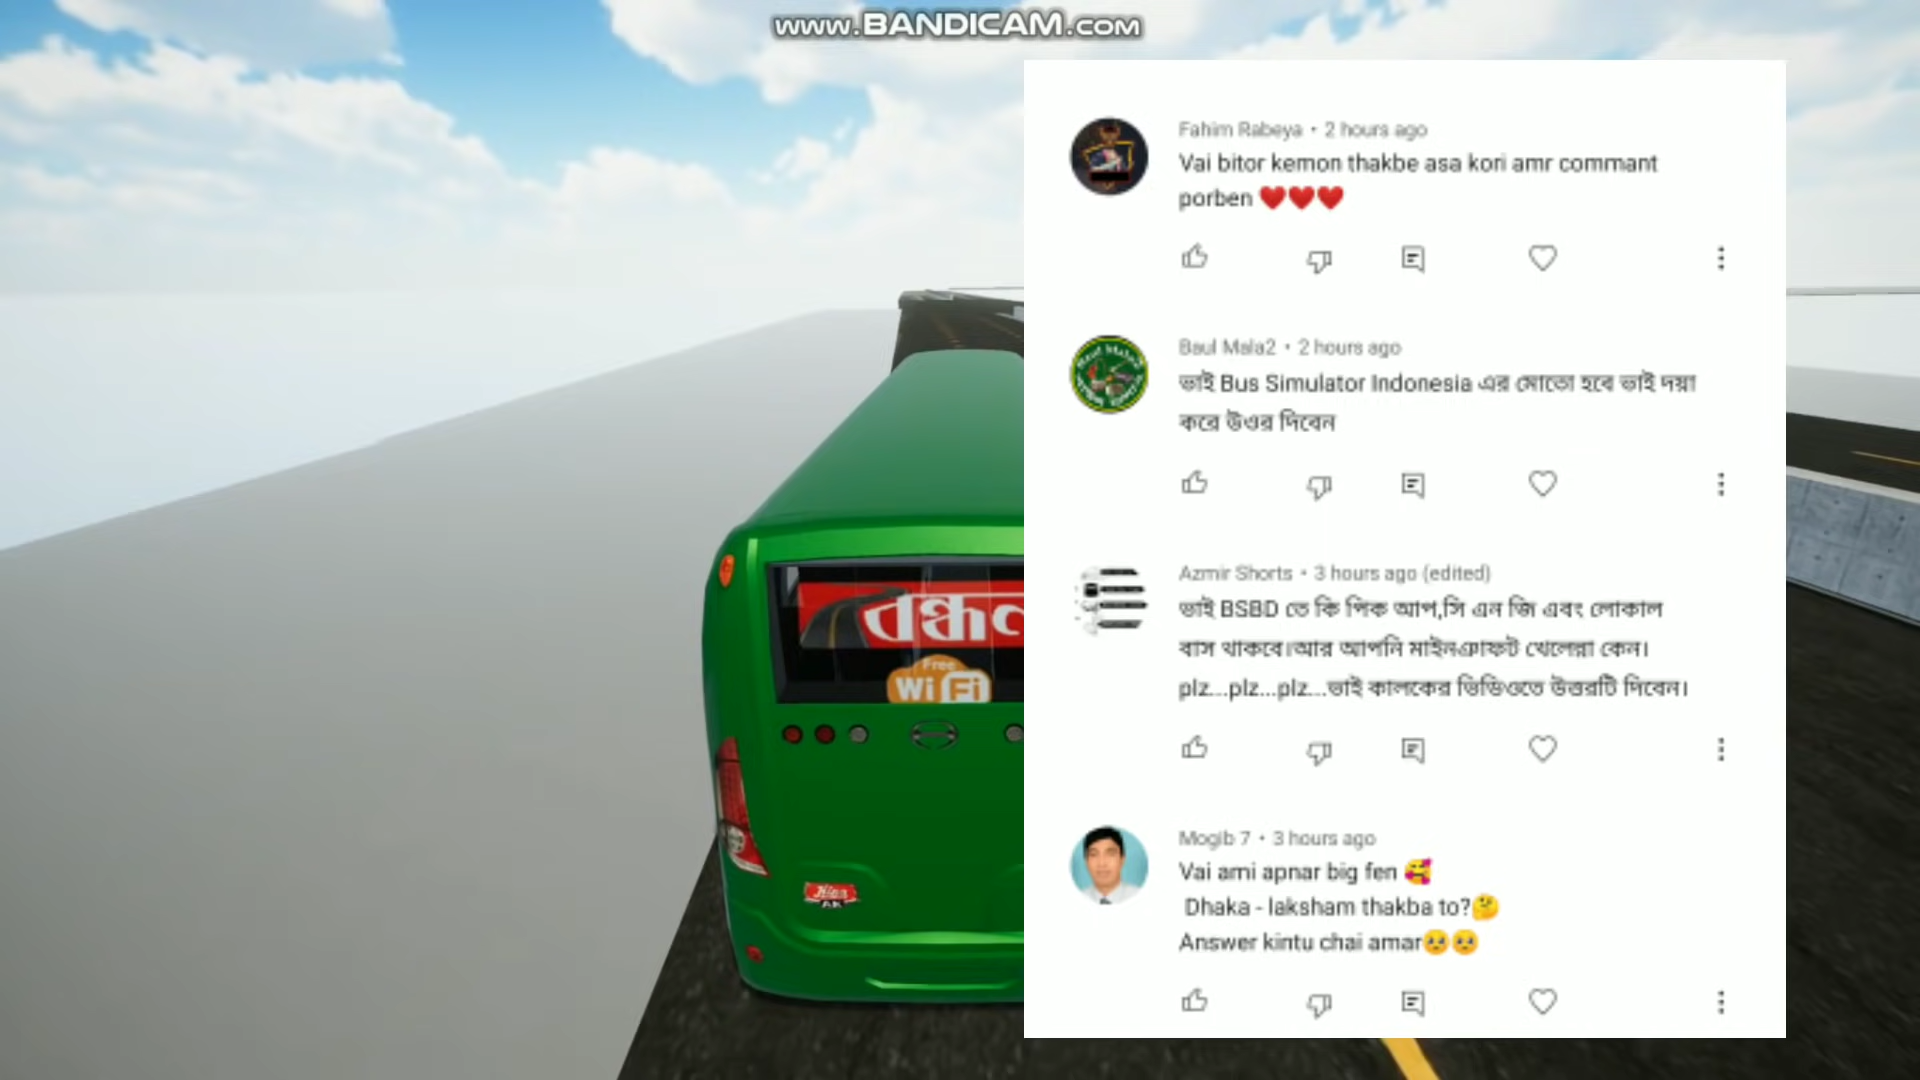 www.BANDICAM.COM
Fahim Rabeya • 2 hours ago
Vai bitor kemon thakbe asa kori amr commant
porben ❤️❤️❤️
Baul Mala2 • 2 hours ago
ভাই Bus Simulator Indonesia এর মোতো হবে ভাই দয়া
করে উওর দিবেন
Azmir Shorts • 3 hours ago (edited)
ভাই BSBD তে কি পিক আপ,সি এন জি এবং লোকাল
বাস থাকবে।আর আপনি মাইনক্রাফট খেলেন্না কেন।
plz...plz...plz...ভাই কালকের ভিডিওতে উত্তরটি দিবেন।
Mogib 7 • 3 hours ago
Vai ami apnar big fen 🥰
Dhaka - laksham thakba to?🤔
Answer kintu chai amar🥺🥺
Free
WiFi
Hino
AK